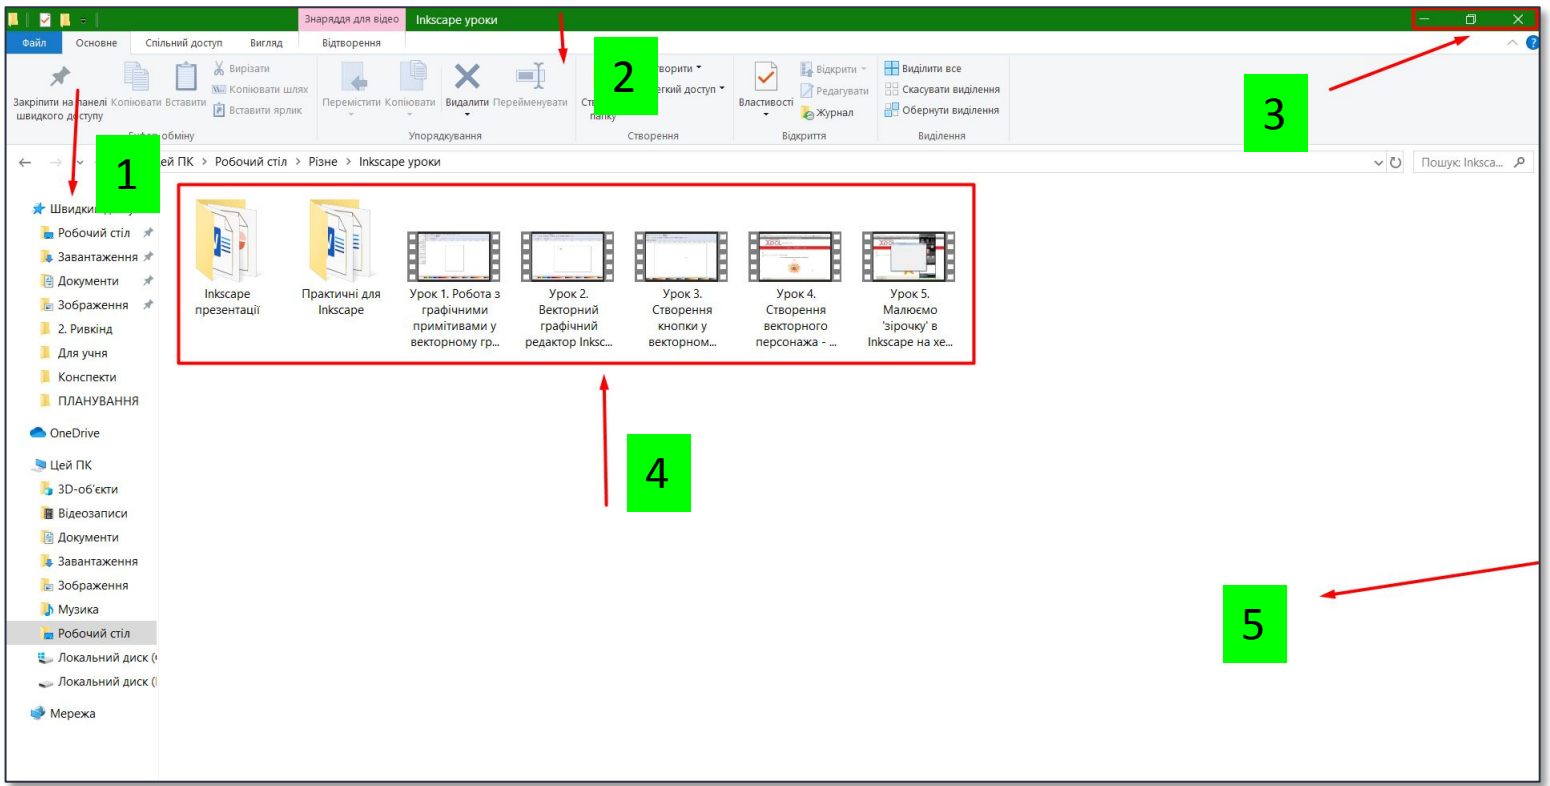 Знаряддя для відео Inkscape уроки
Файл Основне Спільний доступ Вигляд Відтворення
Закріпити на панелі швидкого доступу
Копіювати
Вставити
Вирізати
Копіювати шлях
Вставити ярлик
обміну
Перемістити
Копіювати
Видалити
Перейменувати
Упорядкування
папку
доступ
Створення
Властивості
Відкрити
Редагувати
Журнал
Відкриття
Виділити все
Скасувати виділення
Обернути виділення
Виділення
1
2
3
4
5
ПК > Робочий стіл > Різне > Inkscape уроки
Пошук: Inksca...
Робочий стіл
Завантаження
Документи
Зображення
2. Ривкінд
Для учня
Конспекти
ПЛАНУВАННЯ
OneDrive
Цей ПК
3D-об'єкти
Відеозаписи
Документи
Завантаження
Зображення
Музика
Робочий стіл
Локальний диск (
Локальний диск (
Мережа
Inkscape
презентації
Практичні для
Inkscape
Урок 1. Робота з
графічними
примітивами у
векторному гр...
Урок 2.
Векторний
графічний
редактор Inksc...
Урок 3.
Створення
кнопки у
векторном...
Урок 4.
Створення
векторного
персонажа - ...
Урок 5.
Малюємо
'зірочку' в
Inkscape на хе...